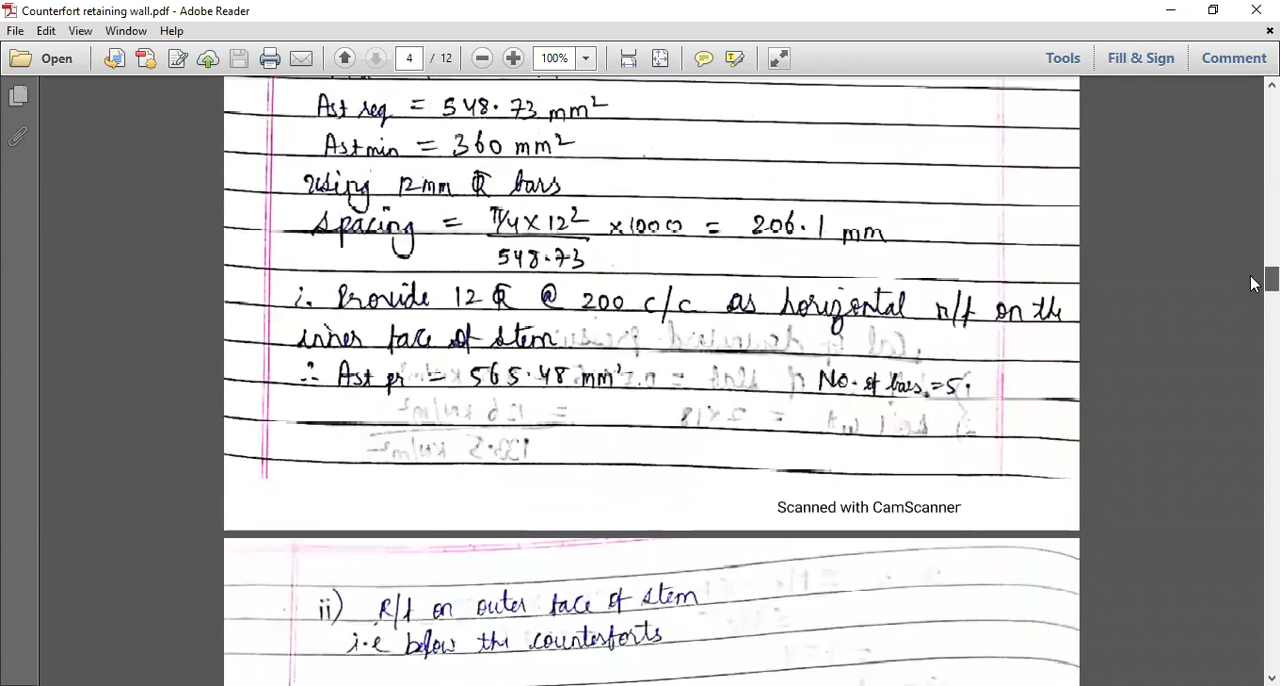 Counterfort retaining wall.pdf - Adobe Reader
File Edit View Window Help
Open 4 / 12 100% Tools Fill & Sign Comment
Ast req = 548.73 mm²
Ast min = 360 mm²
using 12 mm bars
spacing = π/4 × 12² / 548.73 × 1000 = 206.1 mm
∴ Provide 12 @ 200 c/c as horizontal r/f on the
inner face of stem
∴ Ast pr = 565.48 mm² No. of bars = 5.
Scanned with CamScanner
ii) R/f on outer face of stem
i.e below the counterforts